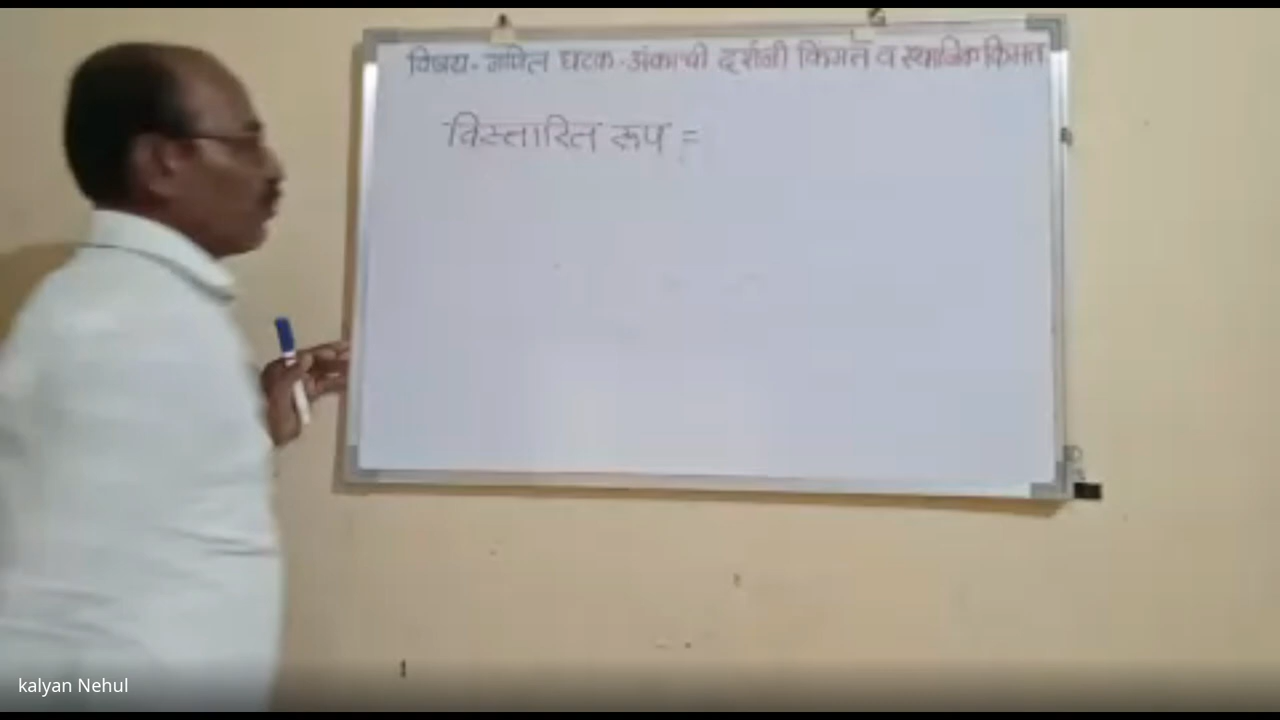 विषय - गणित घटक - अंकाची दर्शनी किंमत व स्थानिक किंमत
विस्तारित रूप =
kalyan Nehul